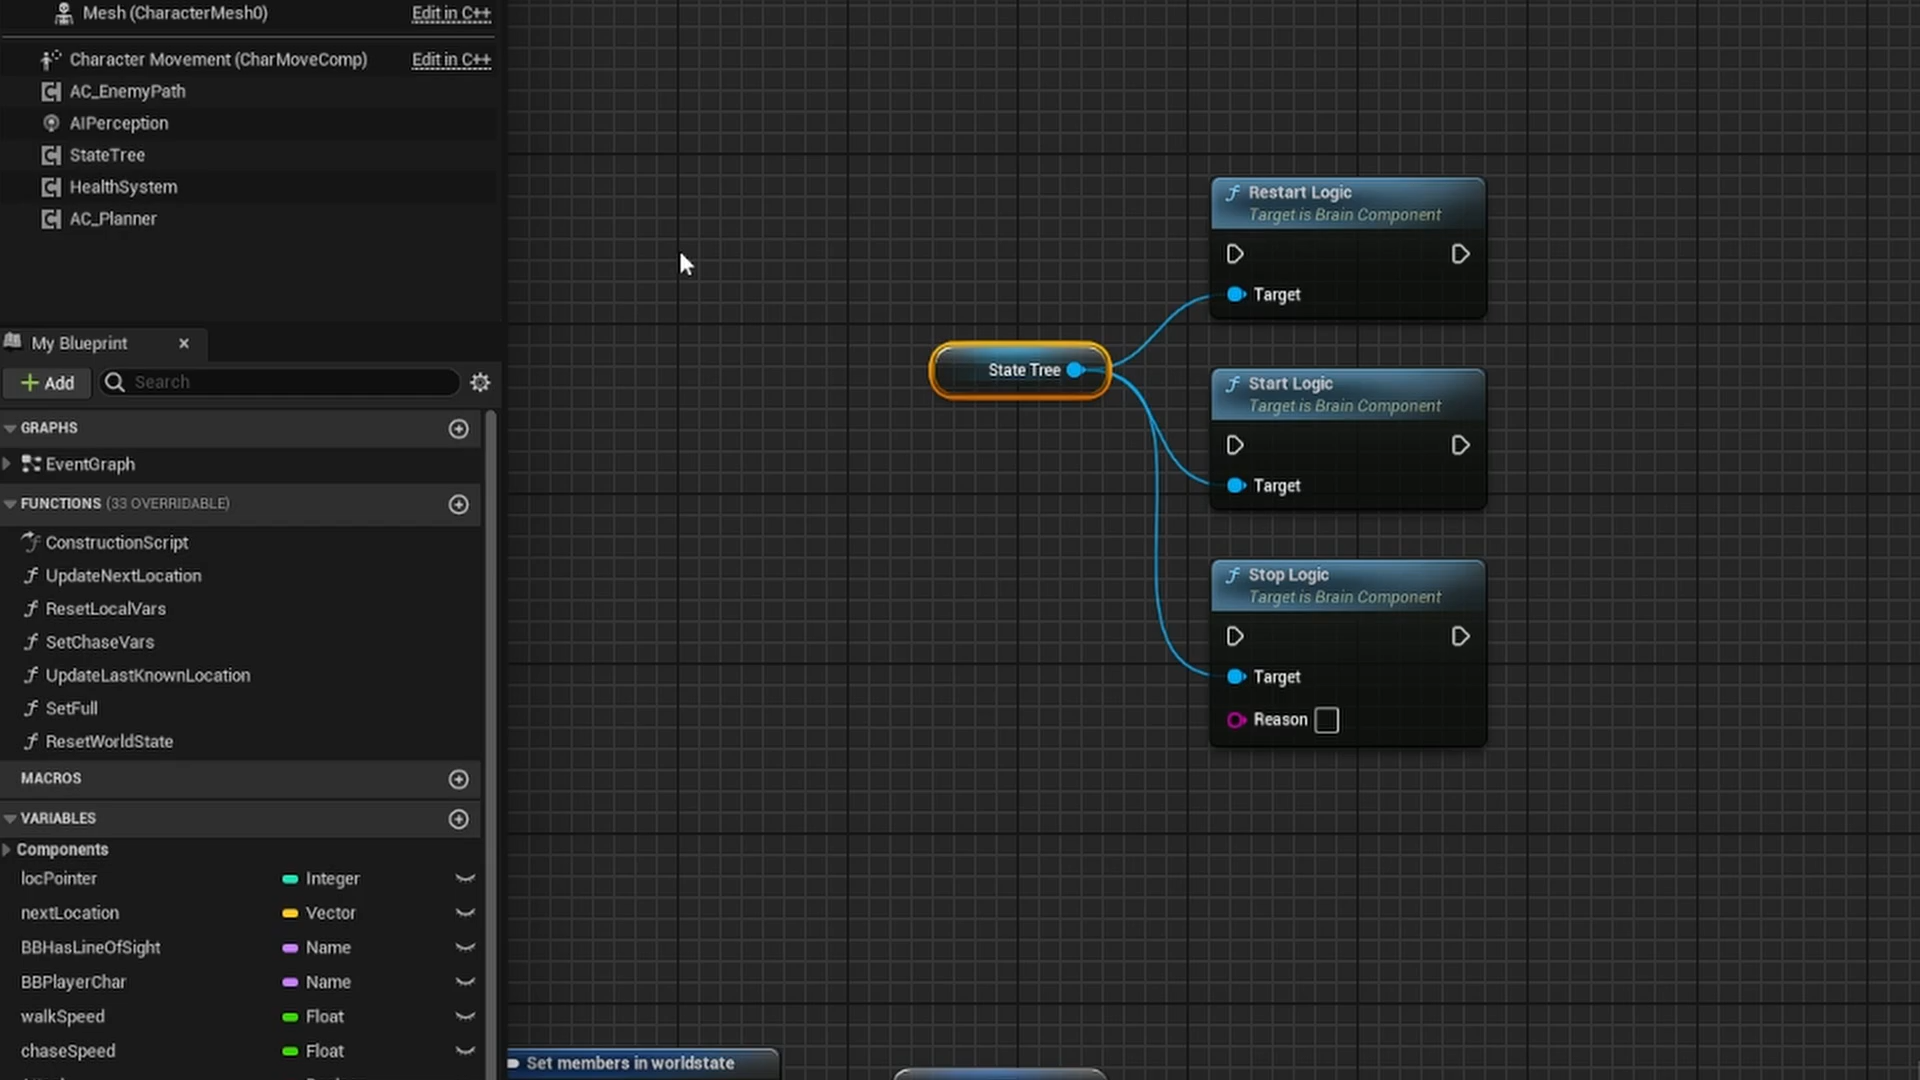 Mesh (CharacterMesh0) Edit in C++
Character Movement (CharMoveComp) Edit in C++
AC_EnemyPath
AIPerception
StateTree
HealthSystem
AC_Planner
My Blueprint
Add Search
GRAPHS
EventGraph
FUNCTIONS (33 OVERRIDABLE)
ConstructionScript
UpdateNextLocation
ResetLocalVars
SetChaseVars
UpdateLastKnownLocation
SetFull
ResetWorldState
MACROS
VARIABLES
Components
locPointer Integer
nextLocation Vector
BBHasLineOfSight Name
BBPlayerChar Name
walkSpeed Float
chaseSpeed Float
State Tree
Restart Logic
Target is Brain Component
Target
Start Logic
Target is Brain Component
Target
Stop Logic
Target is Brain Component
Target
Reason
Set members in worldstate